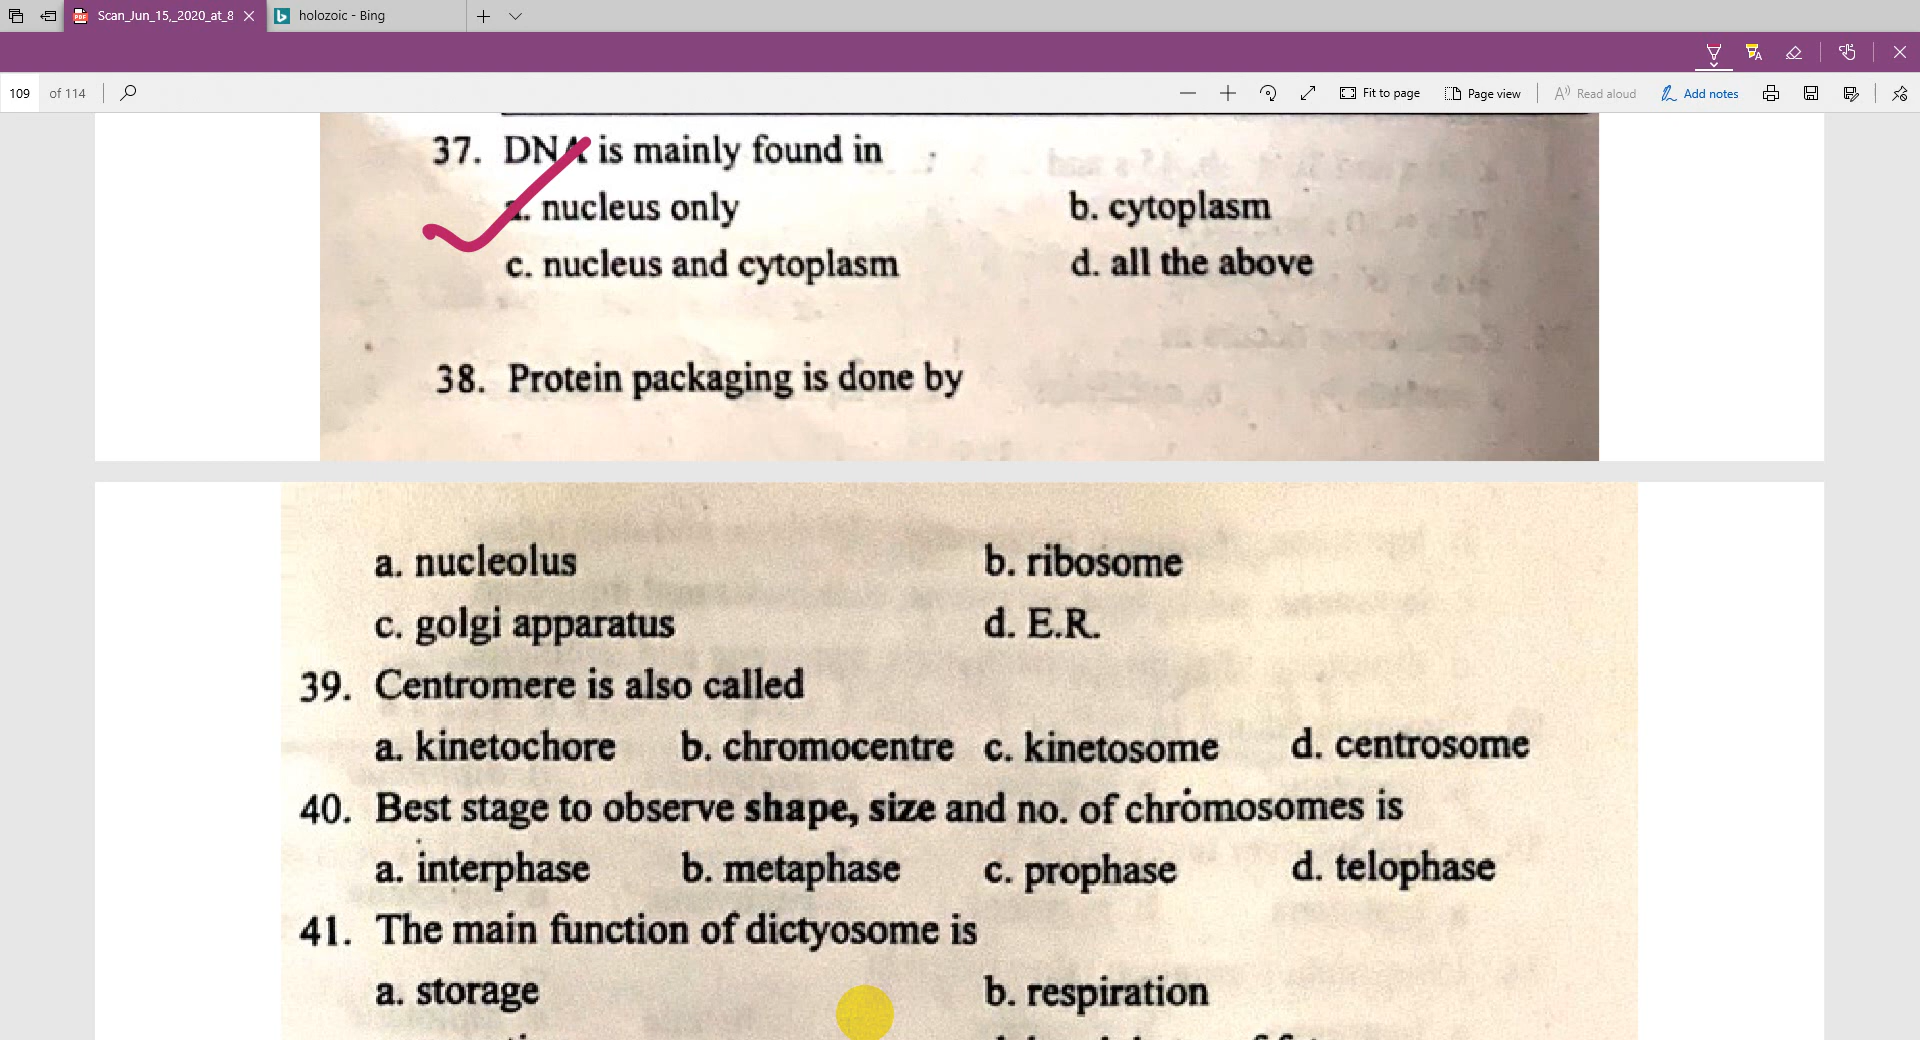 Scan_Jun_15,_2020_at_8
holozoic - Bing
109 of 114
Fit to page
Page view
Read aloud
Add notes
37. DNA is mainly found in
a. nucleus only b. cytoplasm
c. nucleus and cytoplasm d. all the above
38. Protein packaging is done by
a. nucleolus b. ribosome
c. golgi apparatus d. E.R.
39. Centromere is also called
a. kinetochore b. chromocentre c. kinetosome d. centrosome
40. Best stage to observe shape, size and no. of chromosomes is
a. interphase b. metaphase c. prophase d. telophase
41. The main function of dictyosome is
a. storage b. respiration